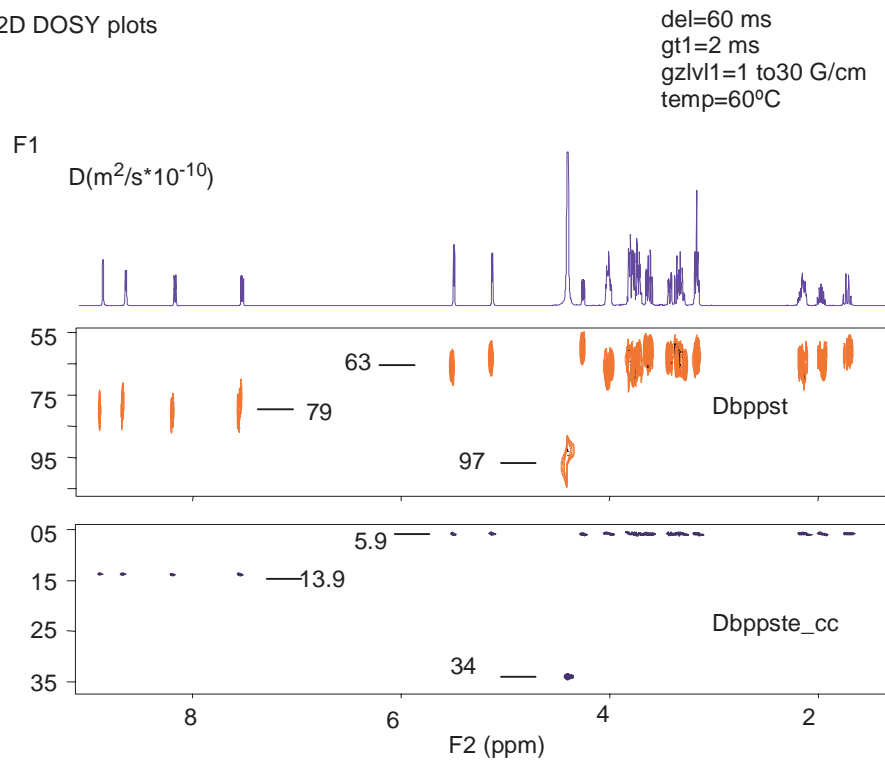 2D DOSY plots
del=60 ms
gt1=2 ms
gzlvl1=1 to30 G/cm
temp=60ºC
F1
D(m²/s*10⁻¹⁰)
55
63
75
79
Dbppst
95
97
05
5.9
15
13.9
25
Dbppste_cc
34
35
8 6 4 2
F2 (ppm)